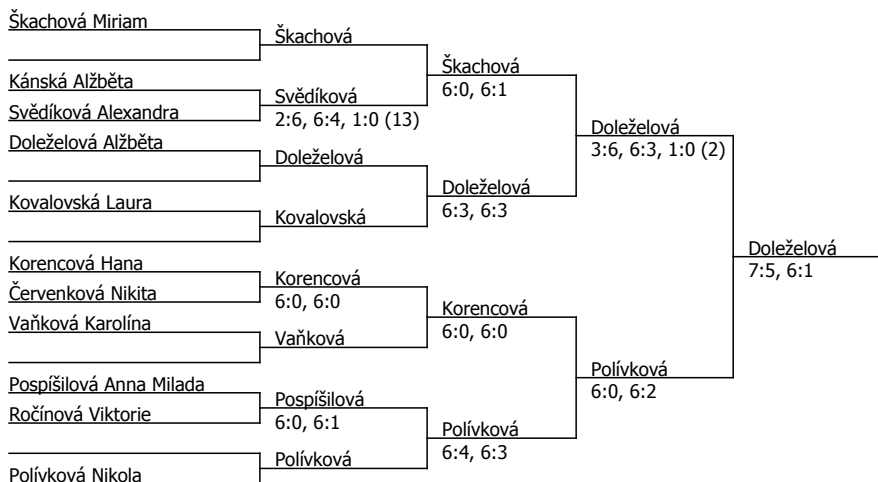 Škachová Miriam
Kánská Alžběta
Svědíková Alexandra
Doleželová Alžběta
Kovalovská Laura
Korencová Hana
Červenková Nikita
Vaňková Karolína
Pospíšilová Anna Milada
Ročínová Viktorie
Polívková Nikola
Škachová
Svědíková
2:6, 6:4, 1:0 (13)
Doleželová
Kovalovská
Korencová
6:0, 6:0
Vaňková
Pospíšilová
6:0, 6:1
Polívková
Škachová
6:0, 6:1
Doleželová
6:3, 6:3
Korencová
6:0, 6:0
Polívková
6:4, 6:3
Doleželová
3:6, 6:3, 1:0 (2)
Polívková
6:0, 6:2
Doleželová
7:5, 6:1